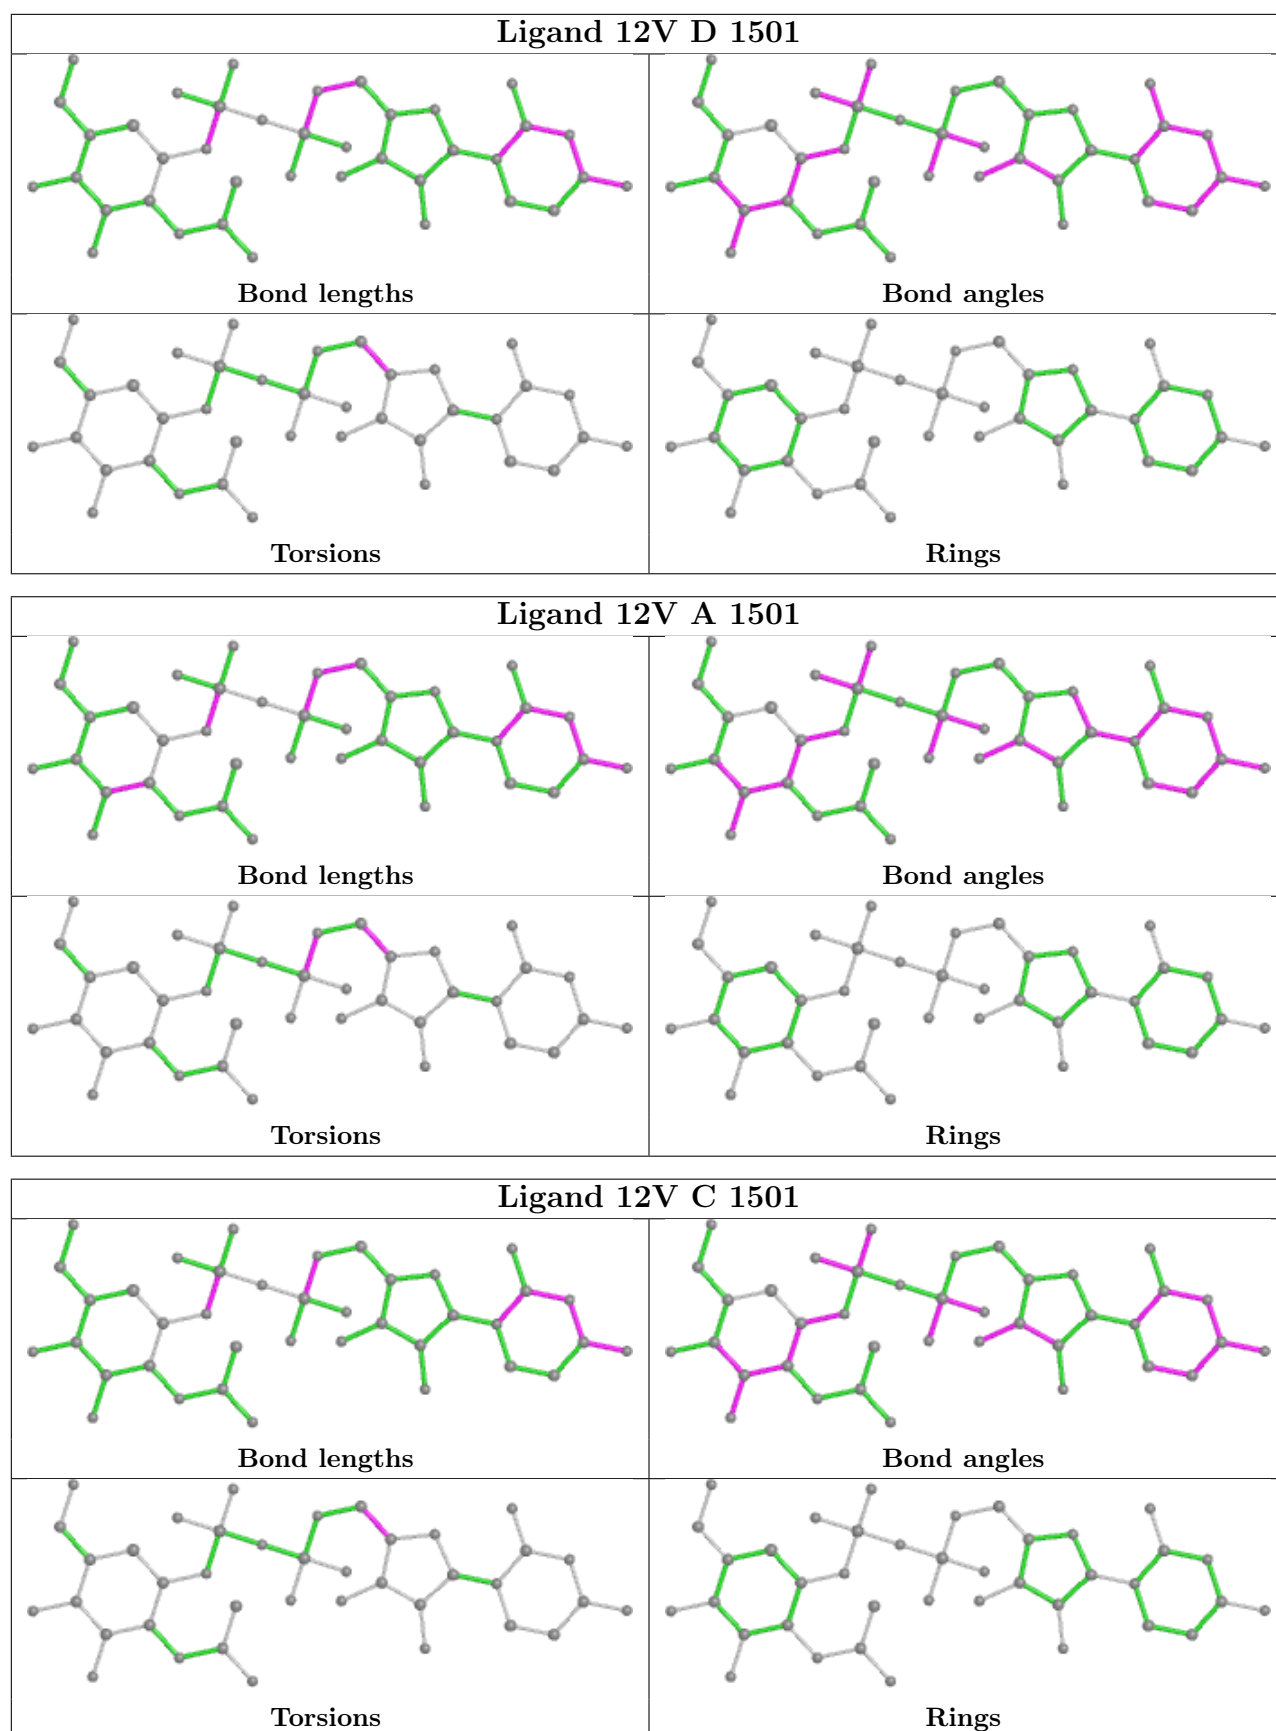 Ligand 12V D 1501
Bond lengths
Bond angles
Torsions
Rings
Ligand 12V A 1501
Bond lengths
Bond angles
Torsions
Rings
Ligand 12V C 1501
Bond lengths
Bond angles
Torsions
Rings